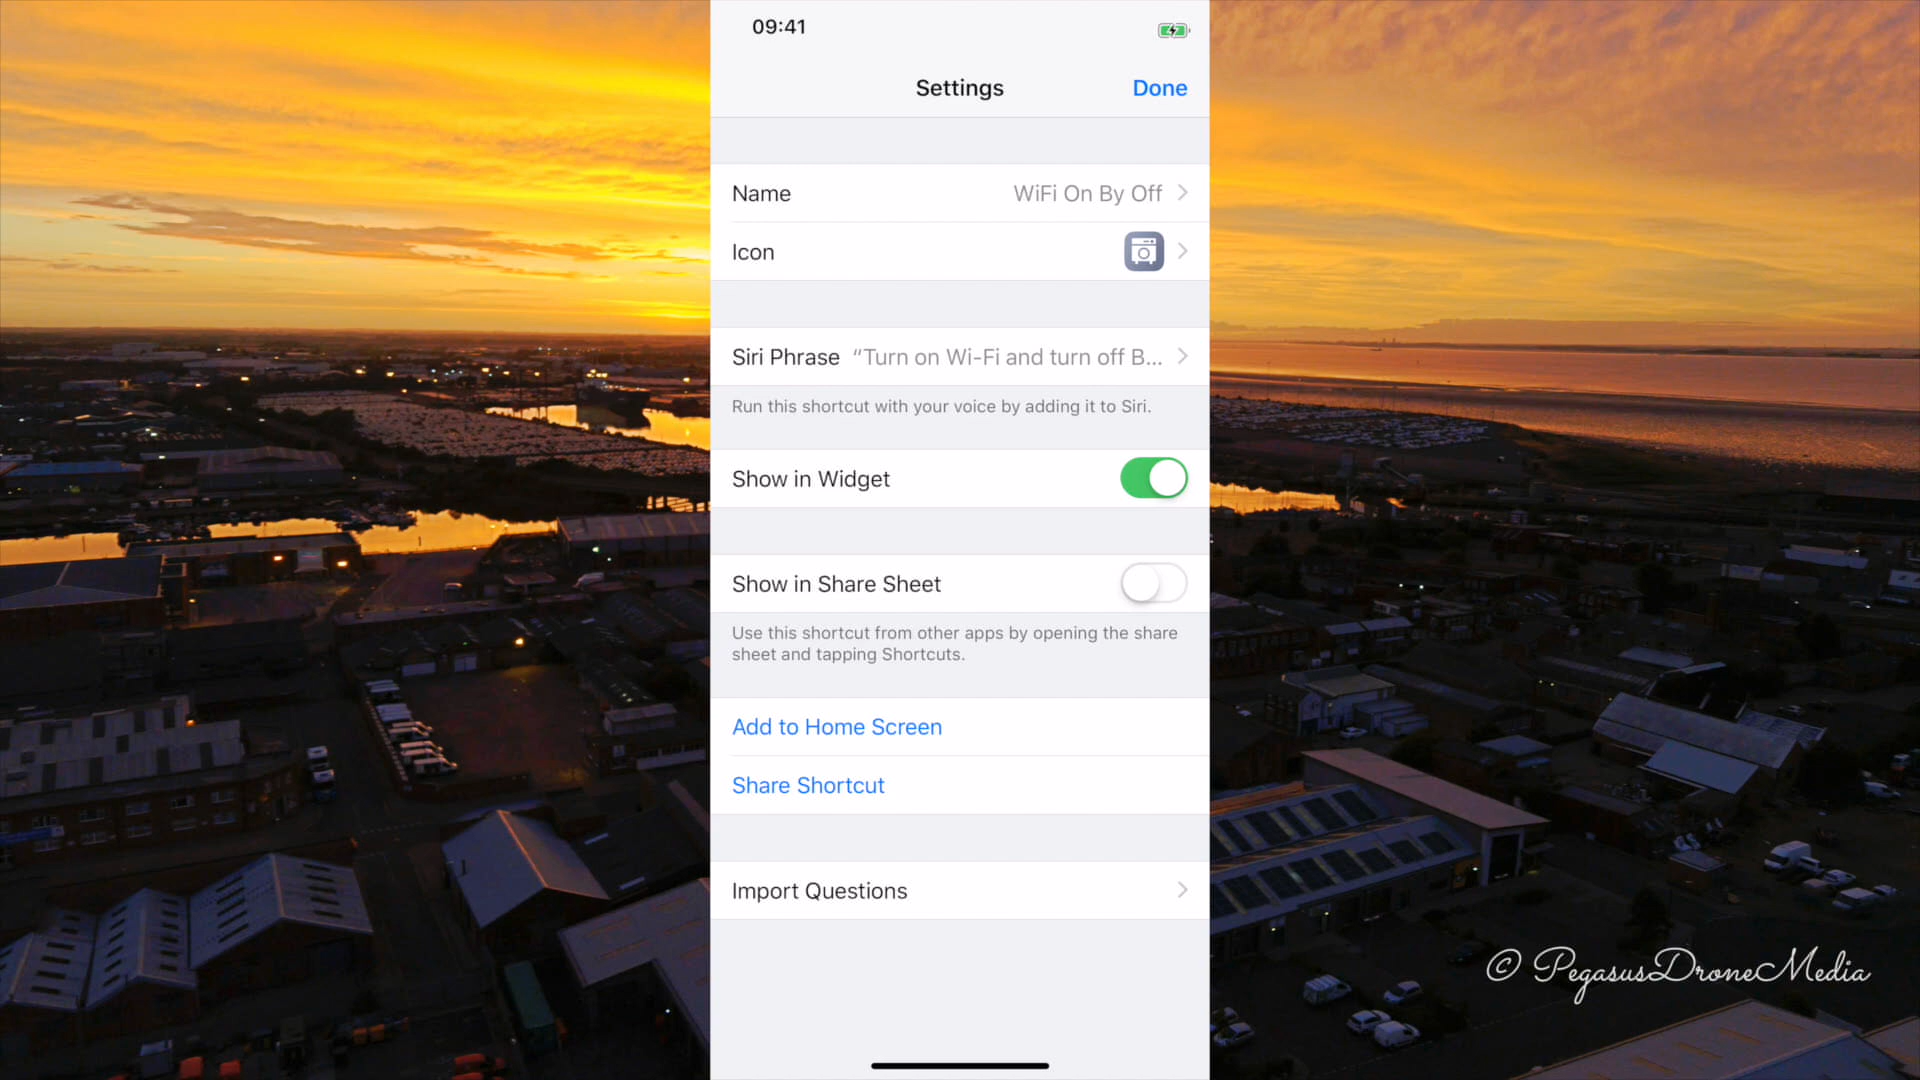 09:41
Settings
Done
Name
WiFi On By Off
Icon
Siri Phrase
“Turn on Wi-Fi and turn off B...
Run this shortcut with your voice by adding it to Siri.
Show in Widget
Show in Share Sheet
Use this shortcut from other apps by opening the share
sheet and tapping Shortcuts.
Add to Home Screen
Share Shortcut
Import Questions
© PegasusDroneMedia